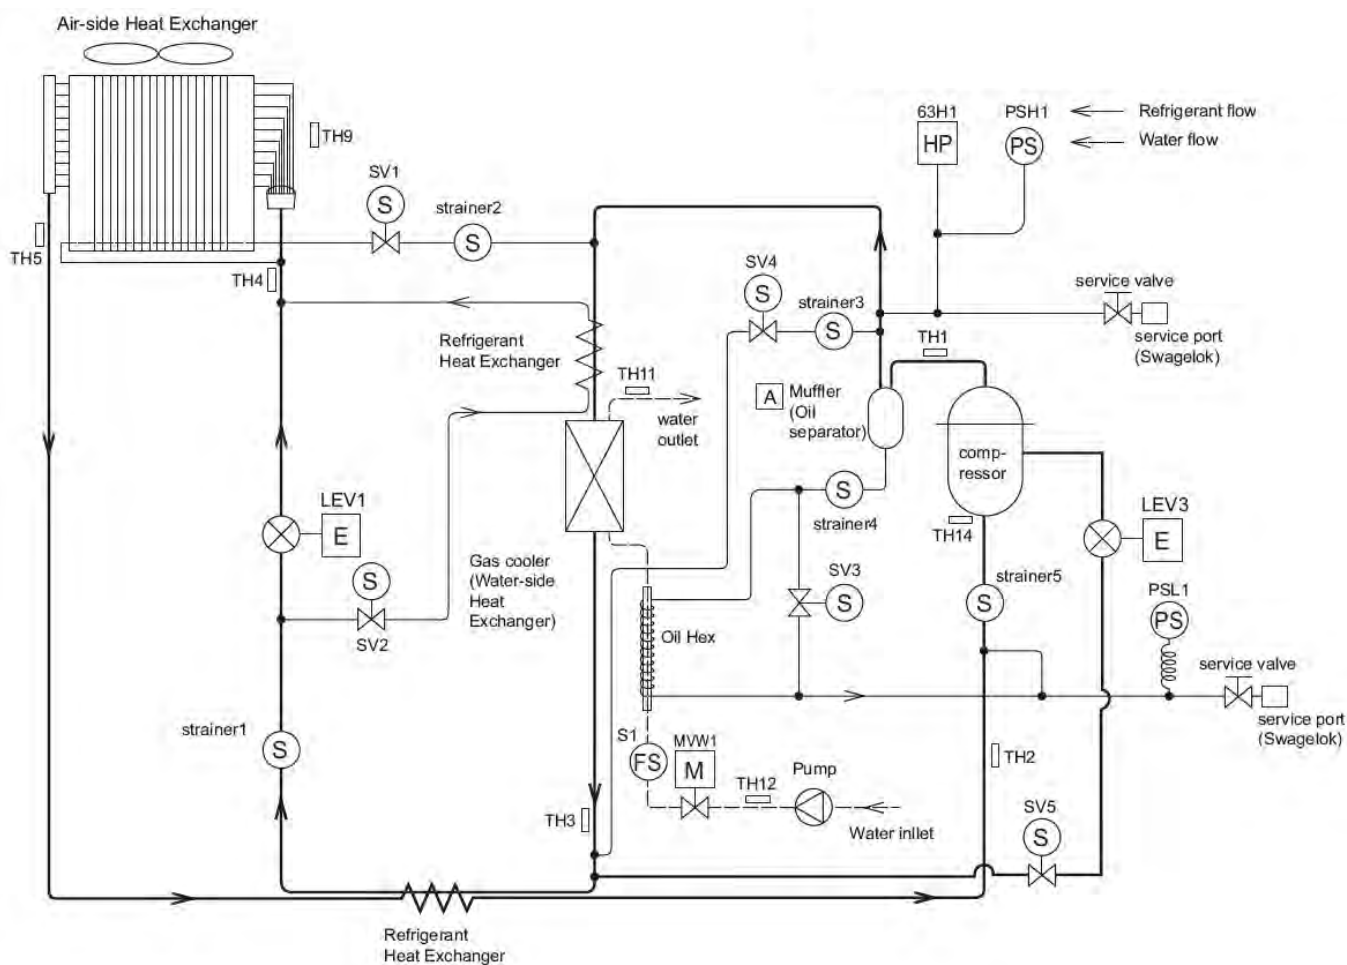 Air-side Heat Exchanger
63H1
PSH1
Refrigerant flow
HP
PS
Water flow
TH9
SV1
S
strainer2
S
TH5
TH4
SV4
S
strainer3
S
service valve
service port
(Swagelok)
TH1
Refrigerant
Heat Exchanger
TH11
water
outlet
A
Muffler
(Oil
separator)
comp-
ressor
S
strainer4
LEV1
E
LEV3
E
TH14
Gas cooler
(Water-side
Heat
Exchanger)
S
SV2
SV3
S
strainer5
S
PSL1
PS
Oil Hex
service valve
service port
(Swagelok)
strainer1
S
S1
FS
MVW1
M
TH12
Pump
TH2
Water inllet
TH3
SV5
S
Refrigerant
Heat Exchanger